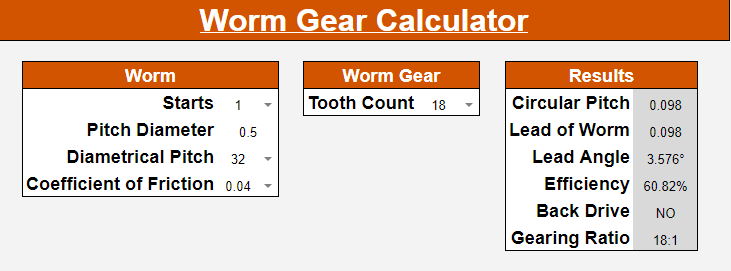 Worm Gear Calculator
Worm
Starts 1
Pitch Diameter 0.5
Diametrical Pitch 32
Coefficient of Friction 0.04
Worm Gear
Tooth Count 18
Results
Circular Pitch 0.098
Lead of Worm 0.098
Lead Angle 3.576°
Efficiency 60.82%
Back Drive NO
Gearing Ratio 18:1